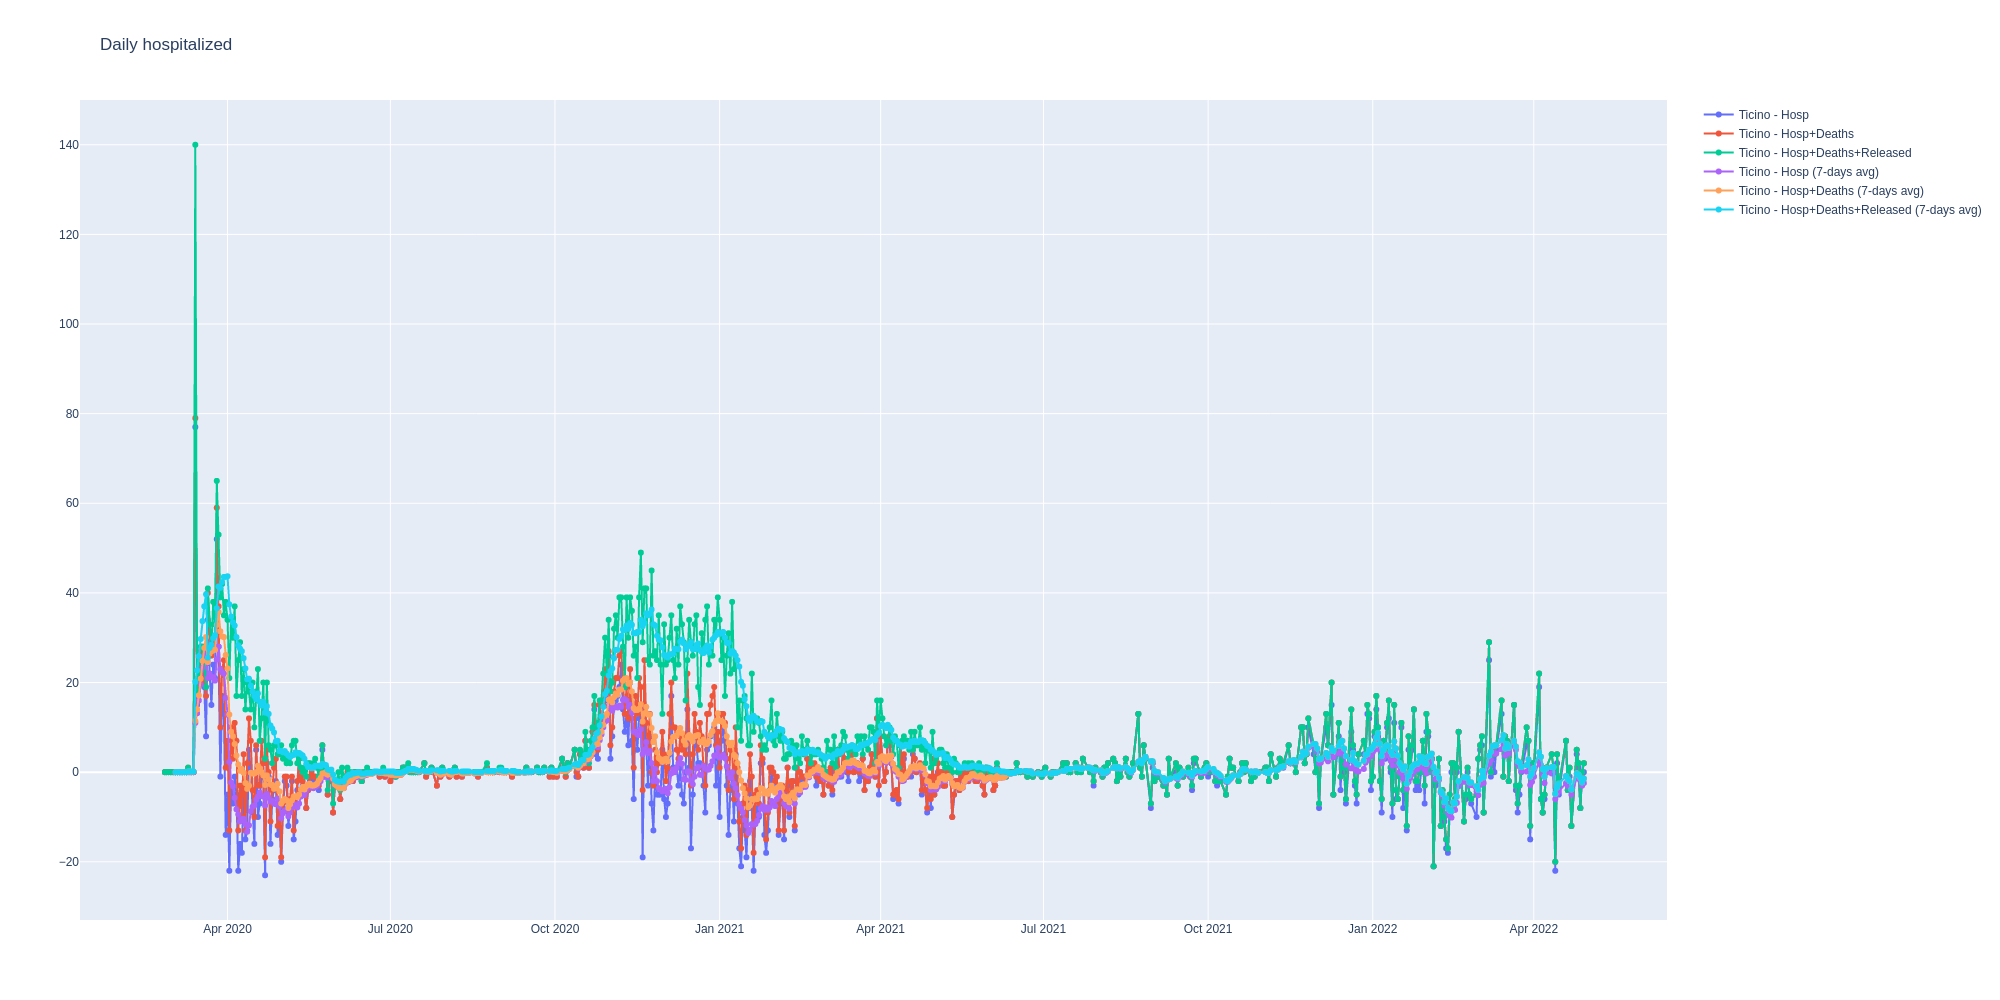 Daily hospitalized
140
120
100
80
60
40
20
0
−20
Apr 2020
Jul 2020
Oct 2020
Jan 2021
Apr 2021
Jul 2021
Oct 2021
Jan 2022
Apr 2022
Ticino - Hosp
Ticino - Hosp+Deaths
Ticino - Hosp+Deaths+Released
Ticino - Hosp (7-days avg)
Ticino - Hosp+Deaths (7-days avg)
Ticino - Hosp+Deaths+Released (7-days avg)